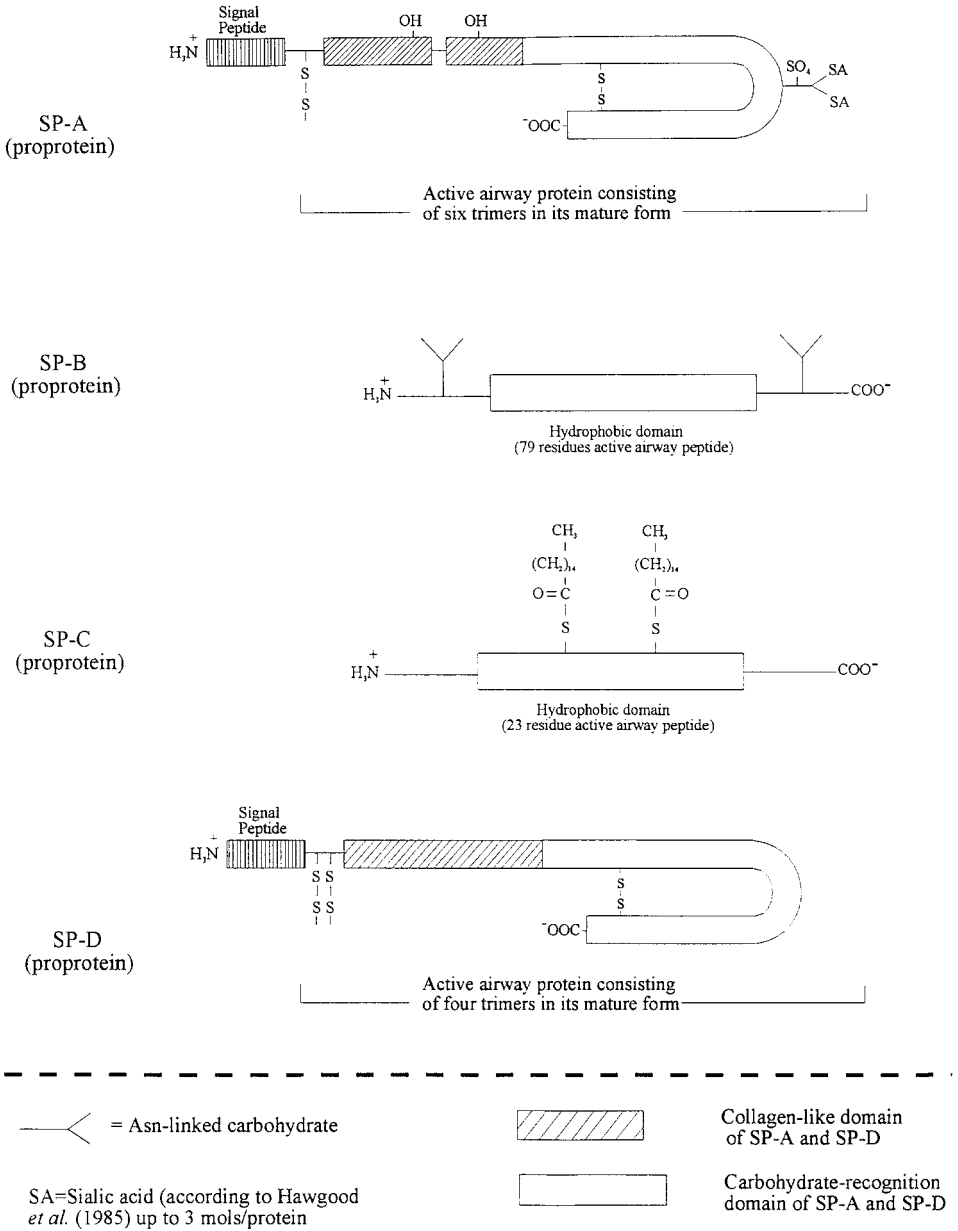 Signal
Peptide
OH OH
+
H₃N
S
S
S
S
SO₄
SA
SA
⁻OOC
SP-A
(proprotein)
Active airway protein consisting
of six trimers in its mature form
SP-B
(proprotein)
+
H₃N
COO⁻
Hydrophobic domain
(79 residues active airway peptide)
CH₃ CH₃
(CH₂)₁₄ (CH₂)₁₄
O=C C=O
S S
SP-C
(proprotein)
+
H₃N
COO⁻
Hydrophobic domain
(23 residue active airway peptide)
Signal
Peptide
+
H₃N
S S
S S
S
S
⁻OOC
SP-D
(proprotein)
Active airway protein consisting
of four trimers in its mature form
= Asn-linked carbohydrate
Collagen-like domain
of SP-A and SP-D
SA=Sialic acid (according to Hawgood
et al. (1985) up to 3 mols/protein
Carbohydrate-recognition
domain of SP-A and SP-D